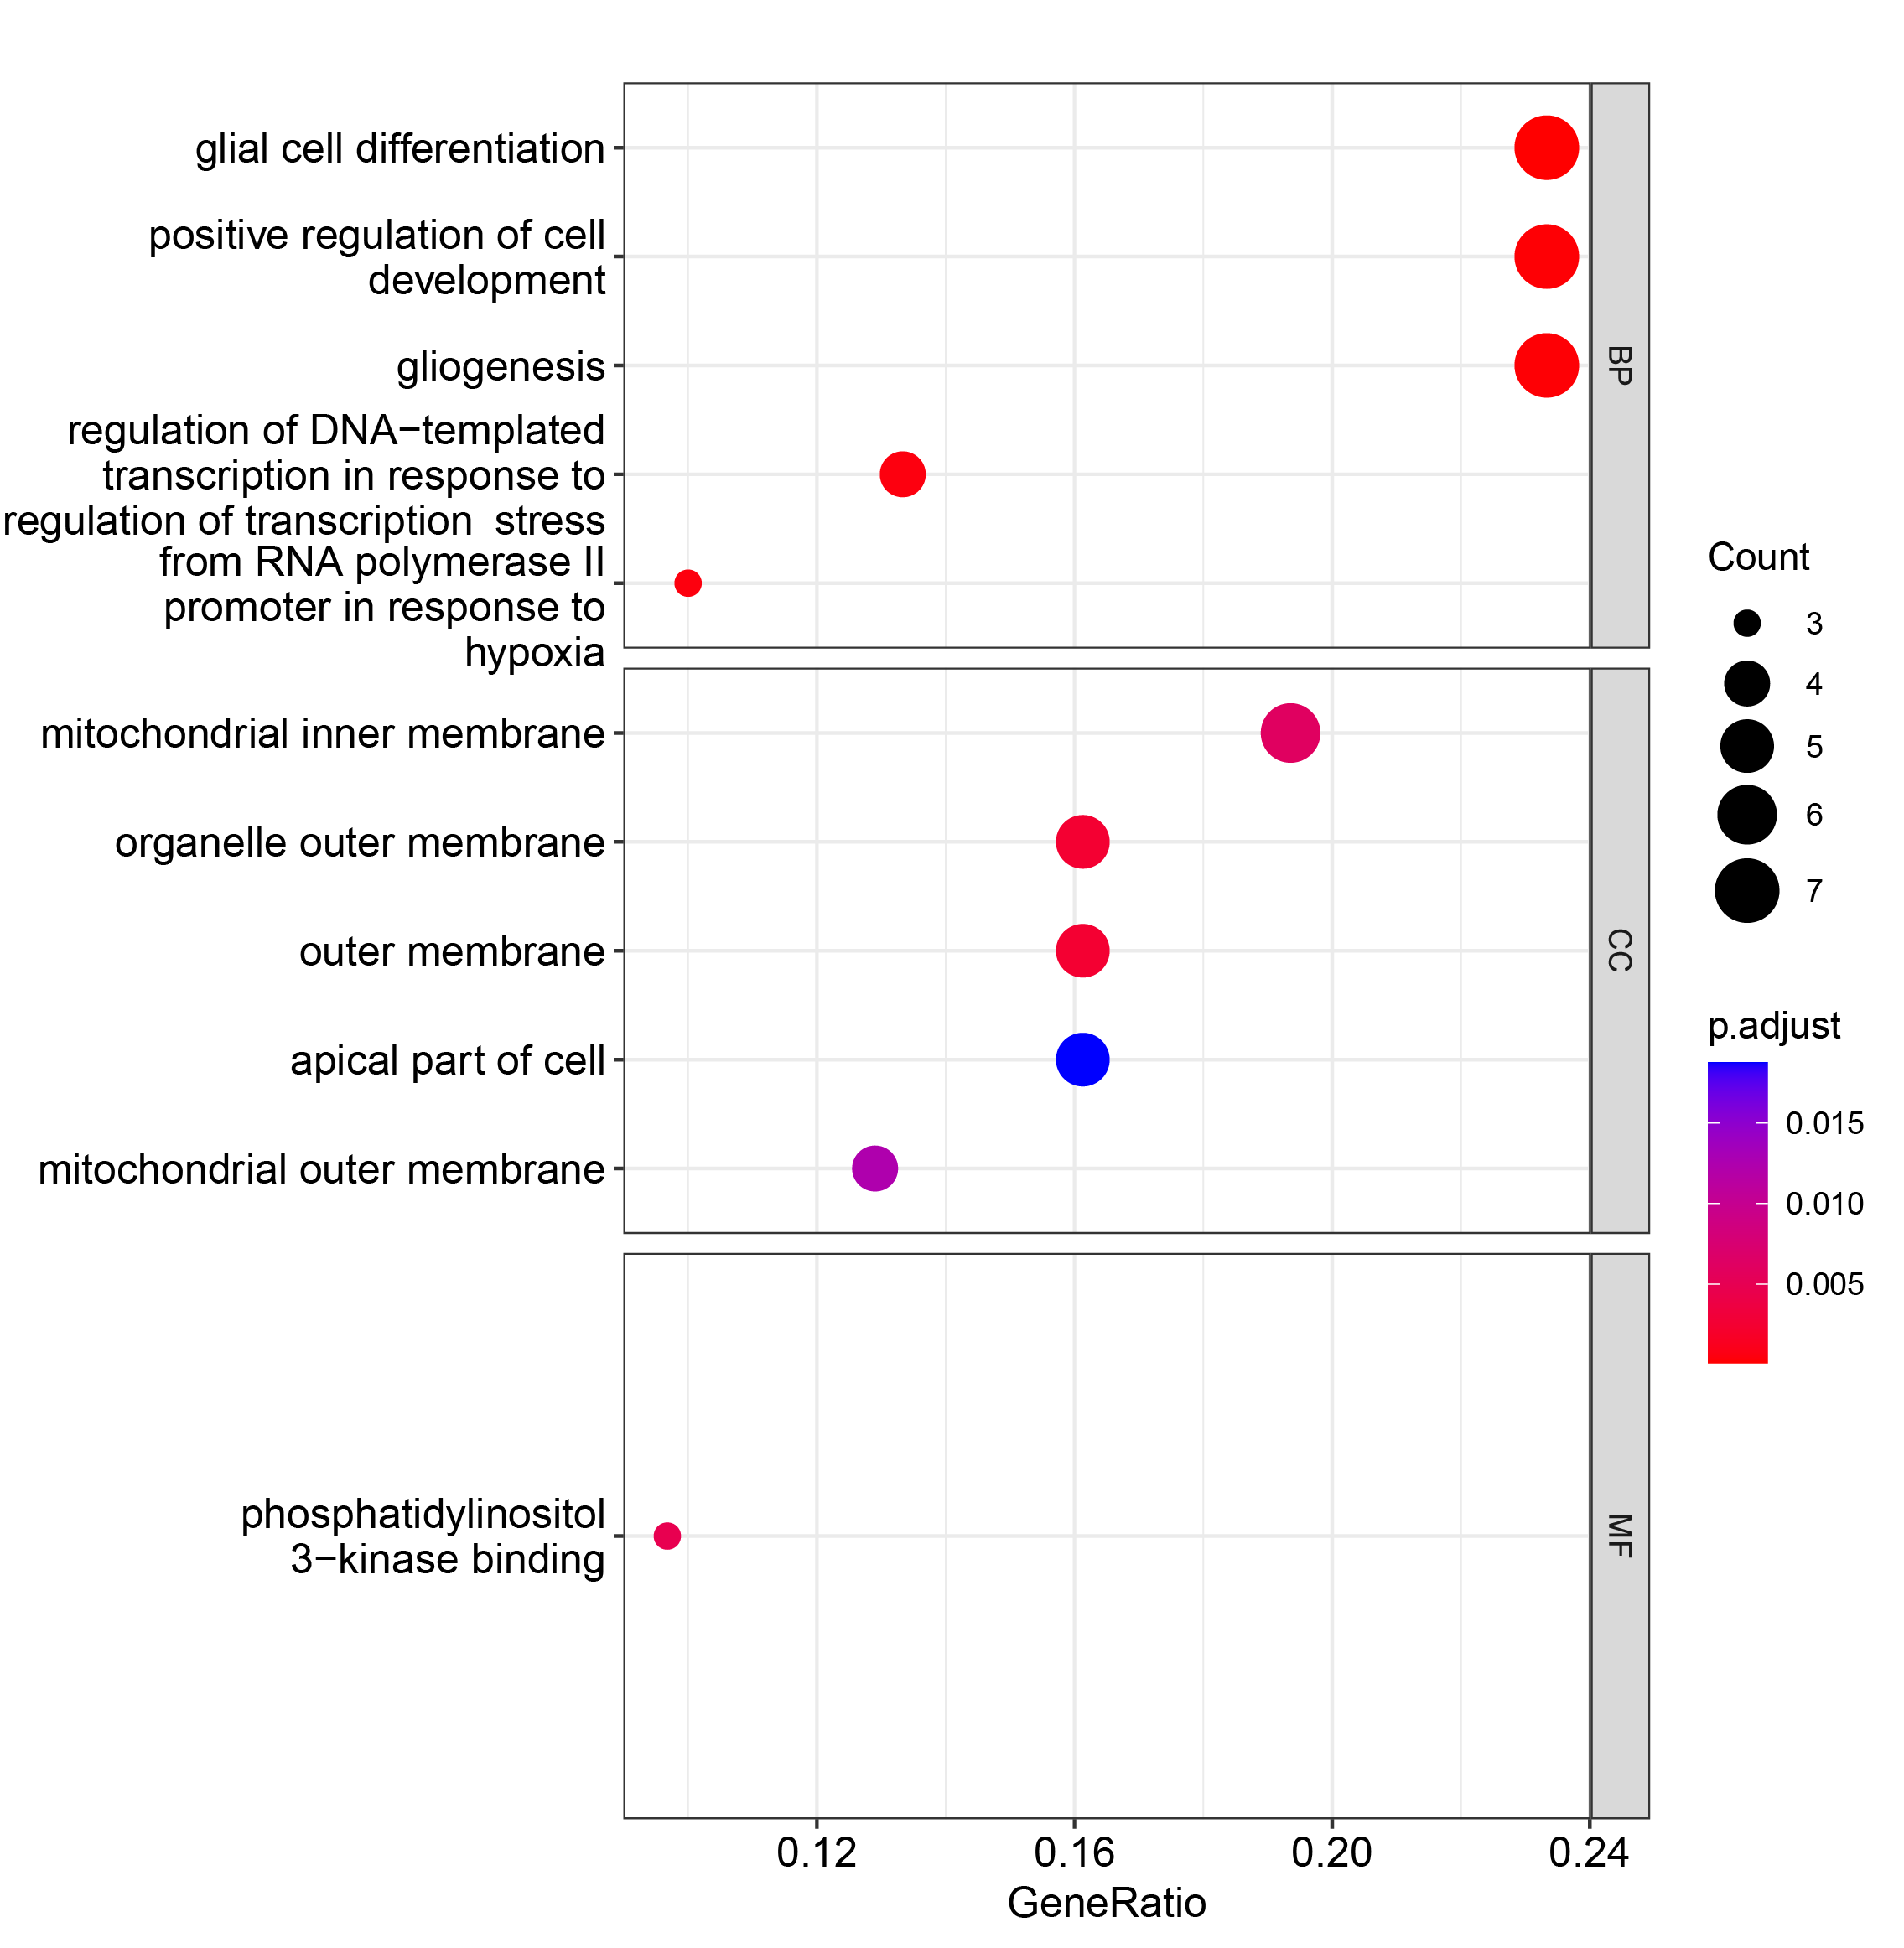 glial cell differentiation
positive regulation of cell
development
gliogenesis
regulation of DNA−templated
transcription in response to
regulation of transcription  stress
from RNA polymerase II
promoter in response to
hypoxia
BP
mitochondrial inner membrane
organelle outer membrane
outer membrane
apical part of cell
mitochondrial outer membrane
CC
phosphatidylinositol
3−kinase binding
MF
0.12
0.16
0.20
0.24
GeneRatio
Count
3
4
5
6
7
p.adjust
0.015
0.010
0.005